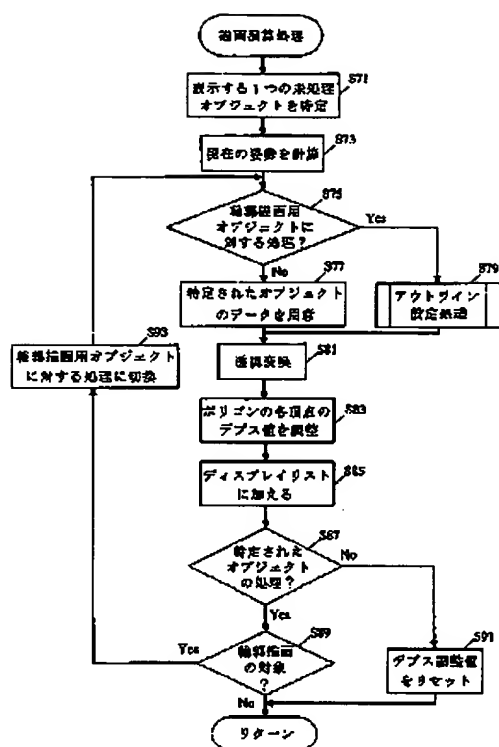 描画演算処理
S71
表示する1つの未処理
オブジェクトを特定
S73
現在の姿勢を計算
S75
輪郭描画用
オブジェクトに
対する処理?
Yes
No
S77
特定されたオブジェクト
のデータを用意
S79
アウトライン
設定処理
S93
輪郭描画用オブジェクト
に対する処理に切換
S81
透視変換
S83
ポリゴンの各頂点の
デプス値を調整
S85
ディスプレイリスト
に加える
S87
特定された
オブジェクト
の処理?
No
Yes
S89
輪郭描画
の対象
?
Yes
No
S91
デプス調整値
をリセット
リターン